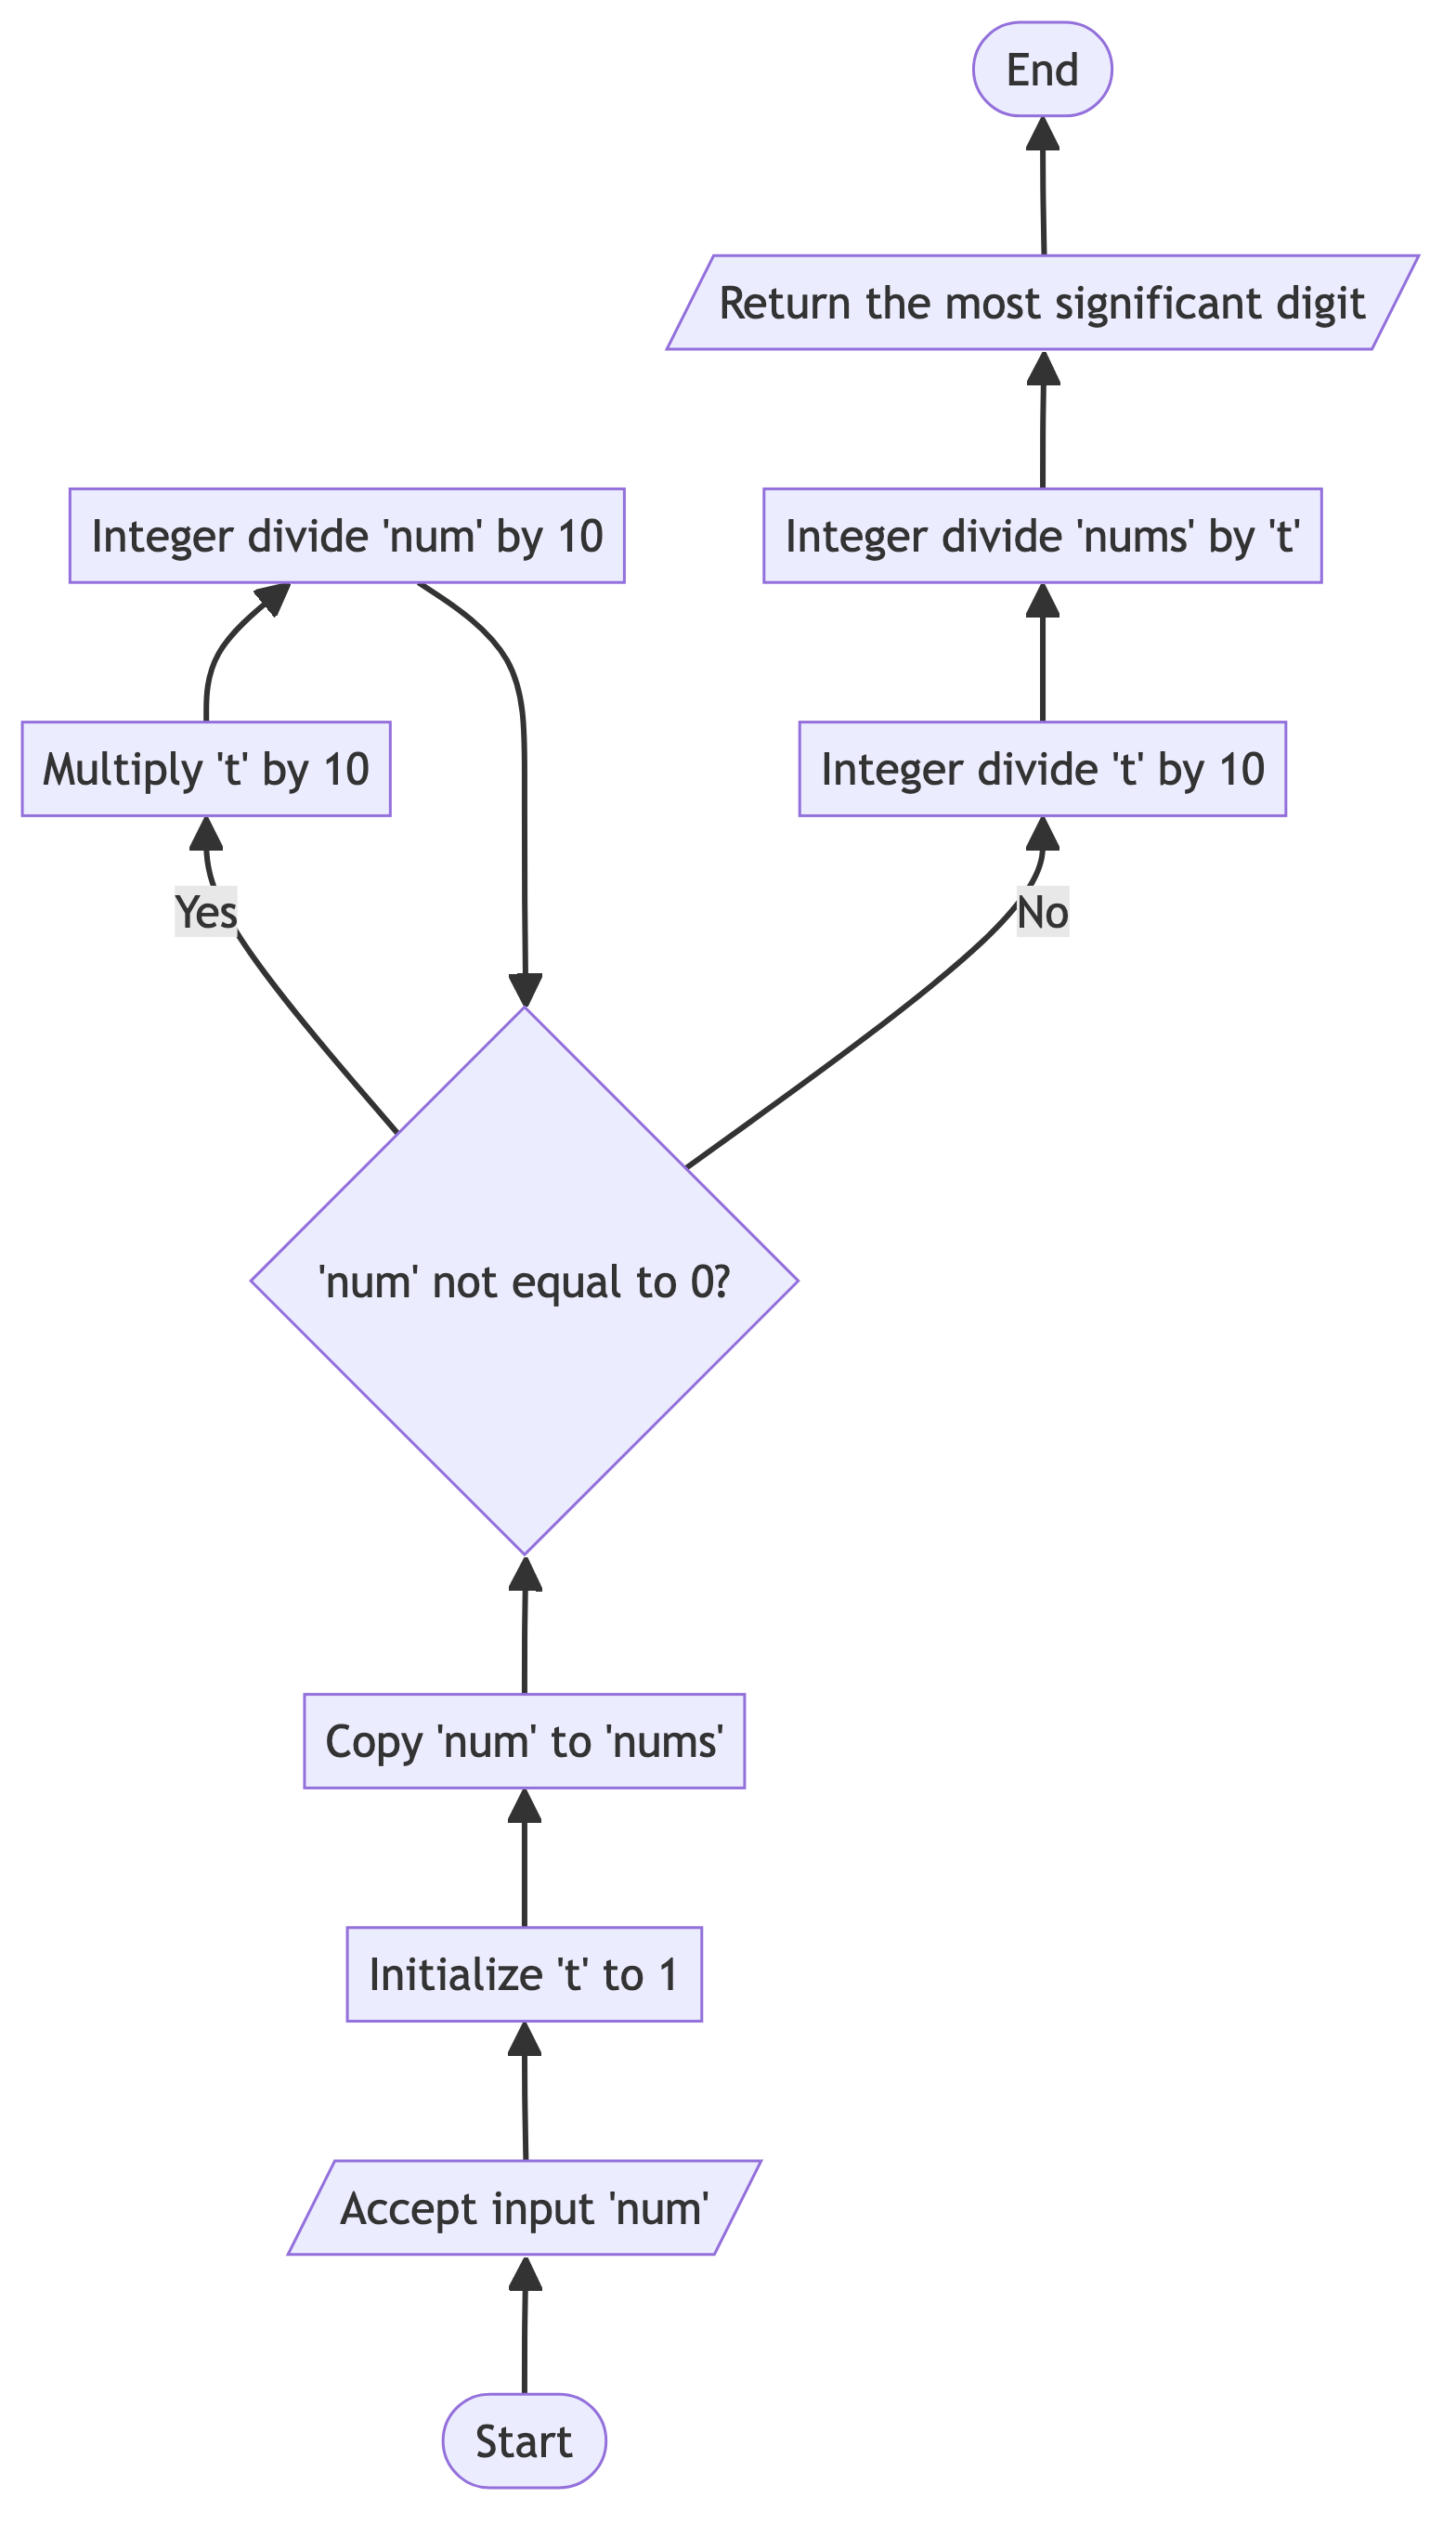 End
Return the most significant digit
Integer divide 'num' by 10
Integer divide 'nums' by 't'
Multiply 't' by 10
Integer divide 't' by 10
Yes
No
'num' not equal to 0?
Copy 'num' to 'nums'
Initialize 't' to 1
Accept input 'num'
Start